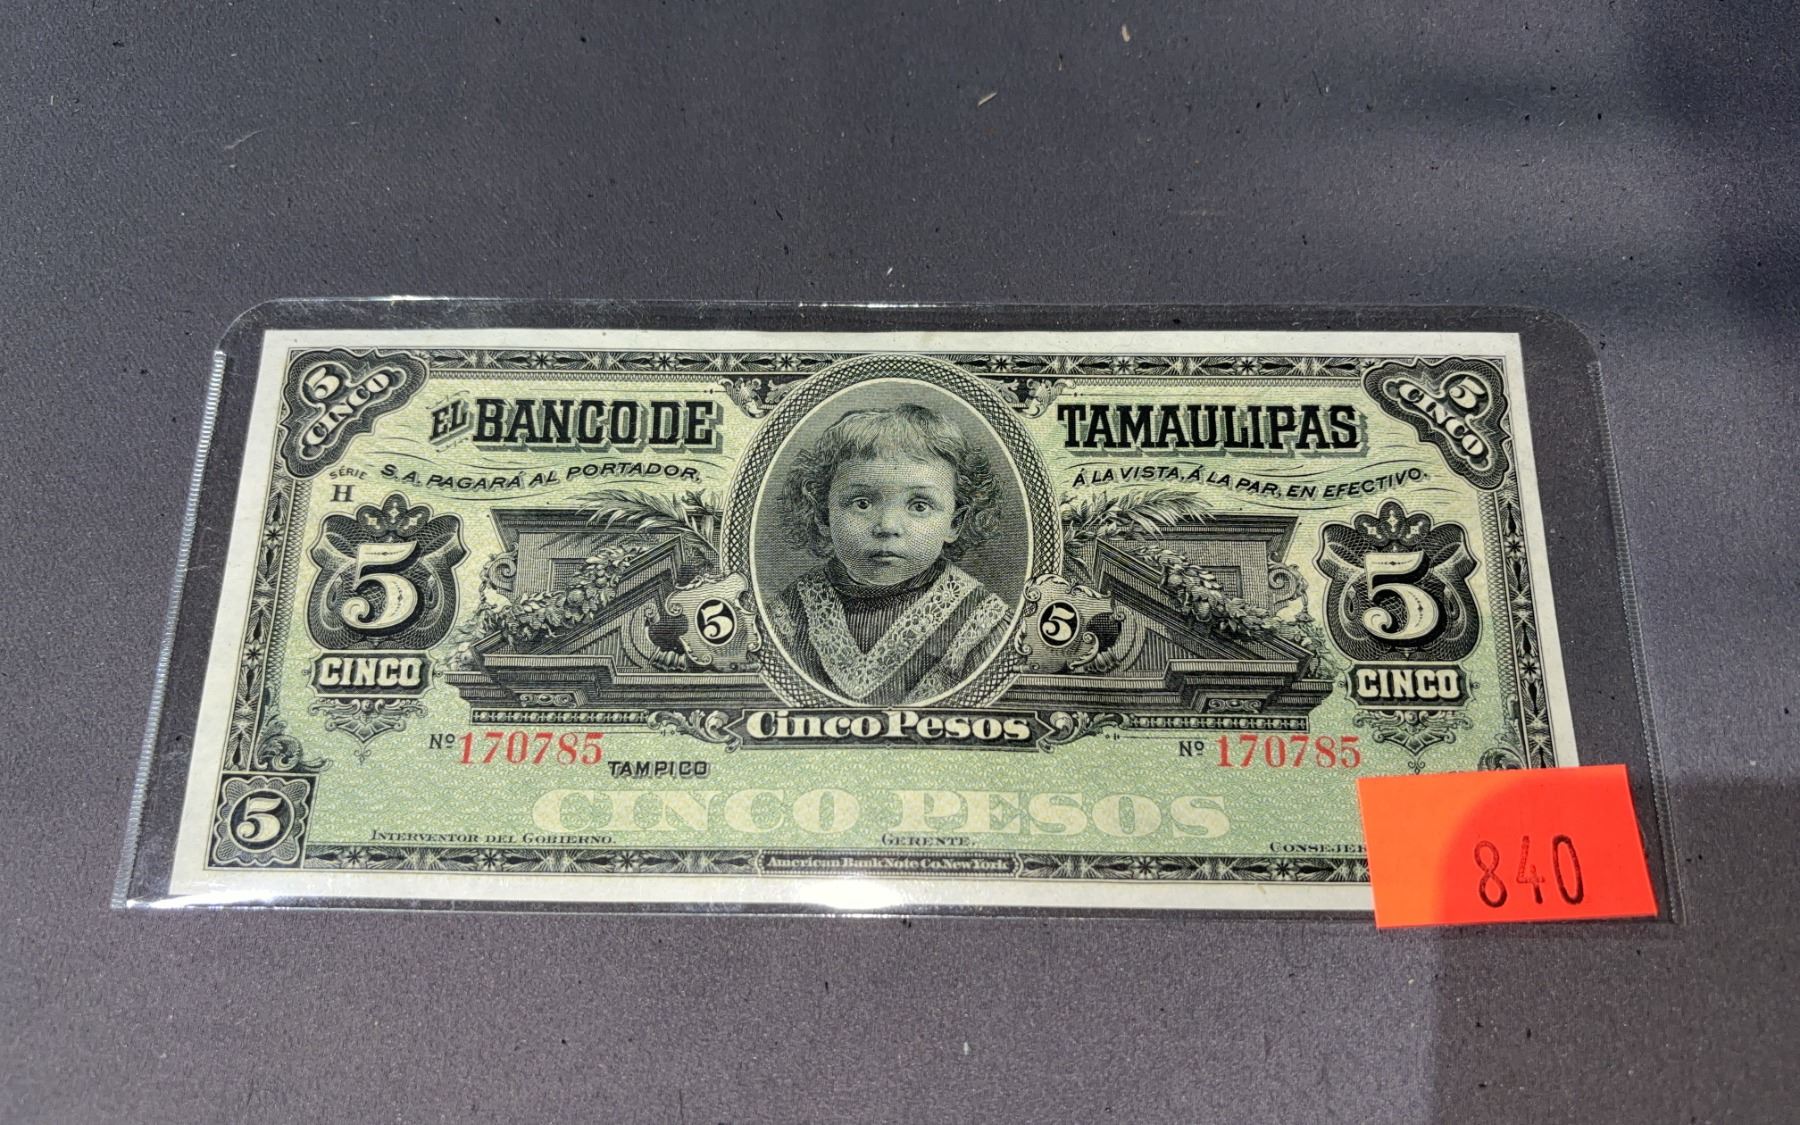 5 CINCO
5 CINCO
EL BANCO DE TAMAULIPAS
SÉRIE H
S.A. PAGARÁ AL PORTADOR, Á LA VISTA, Á LA PAR, EN EFECTIVO.
5 5
5 5
CINCO CINCO
Cinco Pesos
Nº 170785 Nº 170785
TAMPICO
CINCO PESOS
5
INTERVENTOR DEL GOBIERNO. GERENTE. CONSEJE
American Bank Note Co. New York
840